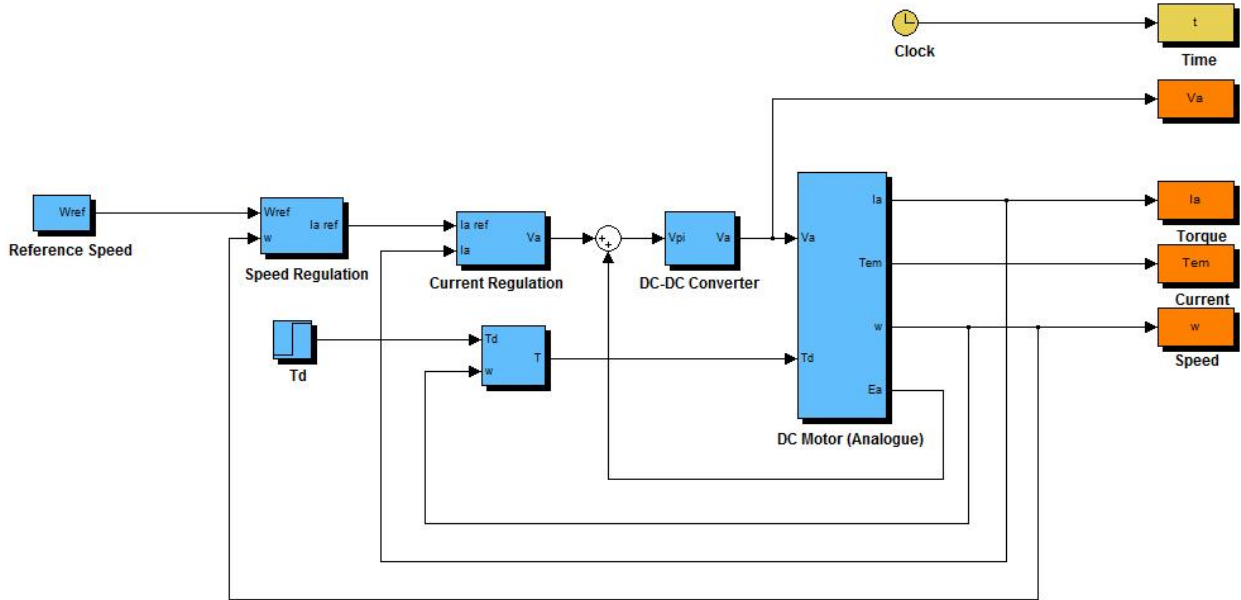 t
Clock
Time
Va
Wref
Reference Speed
Wref
w
Ia ref
Speed Regulation
Ia ref
Ia
Va
Current Regulation
+
+
Vpi
Va
DC-DC Converter
Va
Td
Ia
Tem
w
Ea
DC Motor (Analogue)
Ia
Torque
Tem
Current
w
Speed
Td
Td
w
T